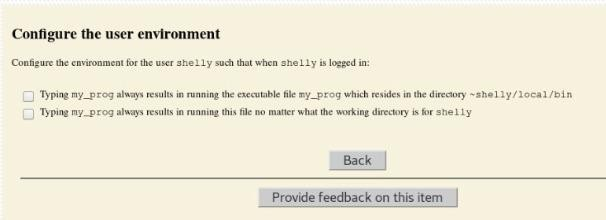 Configure the user environment
Configure the environment for the user shelly such that when shelly is logged in:
Typing my_prog always results in running the executable file my_prog which resides in the directory ~shelly/local/bin
Typing my_prog always results in running this file no matter what the working directory is for shelly
Back
Provide feedback on this item